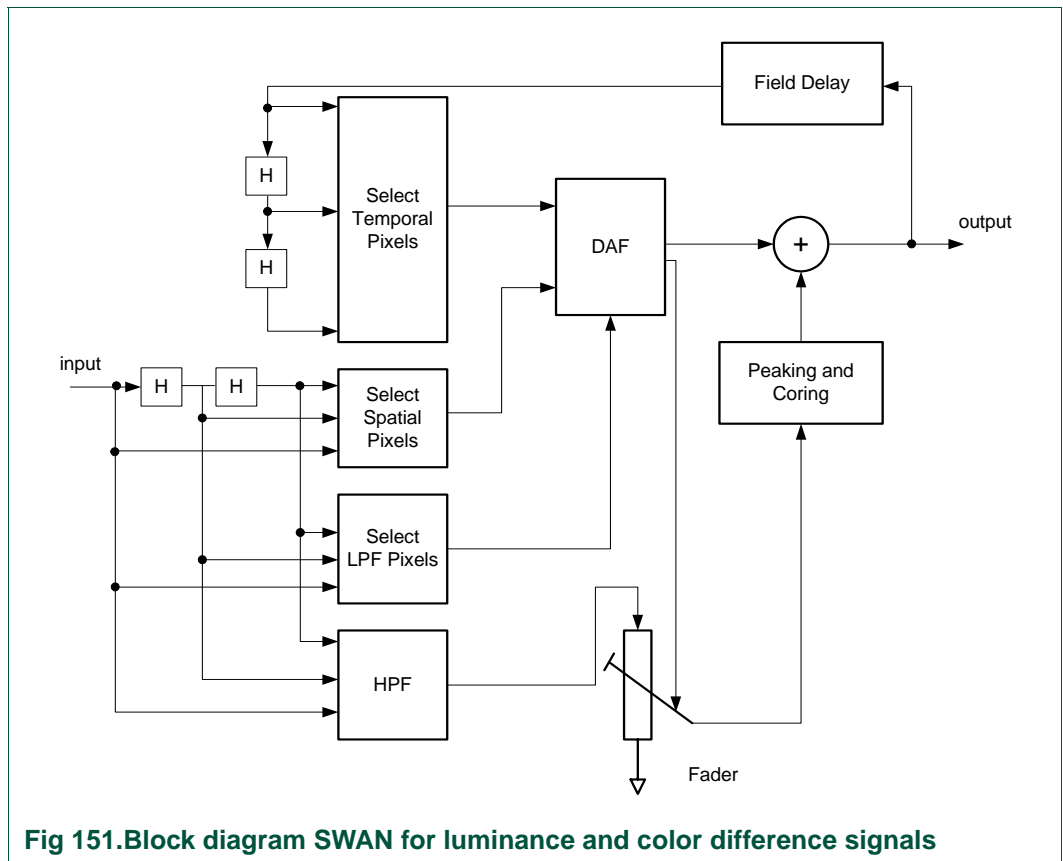 Field Delay
H
Select
Temporal
Pixels
H
DAF
+
output
input
H
H
Select
Spatial
Pixels
Peaking and
Coring
Select
LPF Pixels
HPF
Fader
Fig 151.Block diagram SWAN for luminance and color difference signals